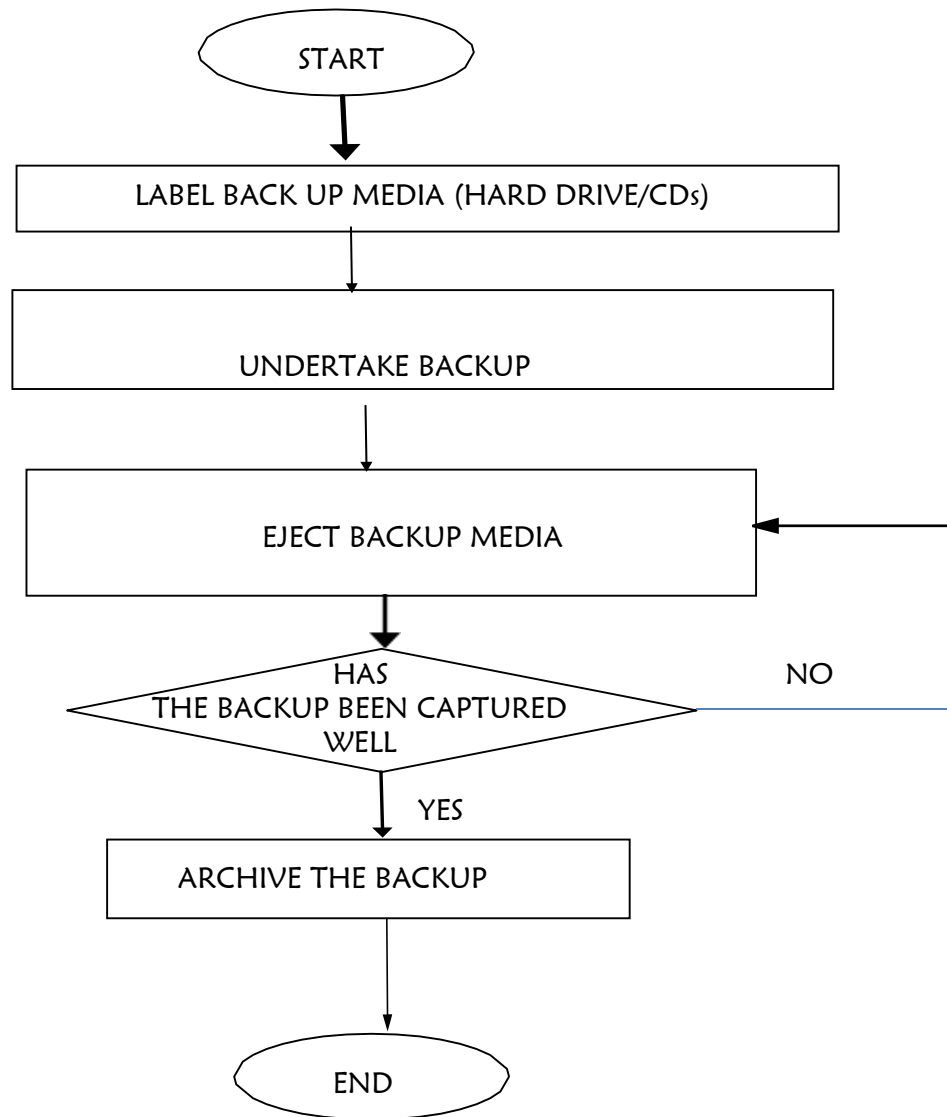 START
LABEL BACK UP MEDIA (HARD DRIVE/CDs)
UNDERTAKE BACKUP
EJECT BACKUP MEDIA
HAS
THE BACKUP BEEN CAPTURED
WELL
NO
YES
ARCHIVE THE BACKUP
END